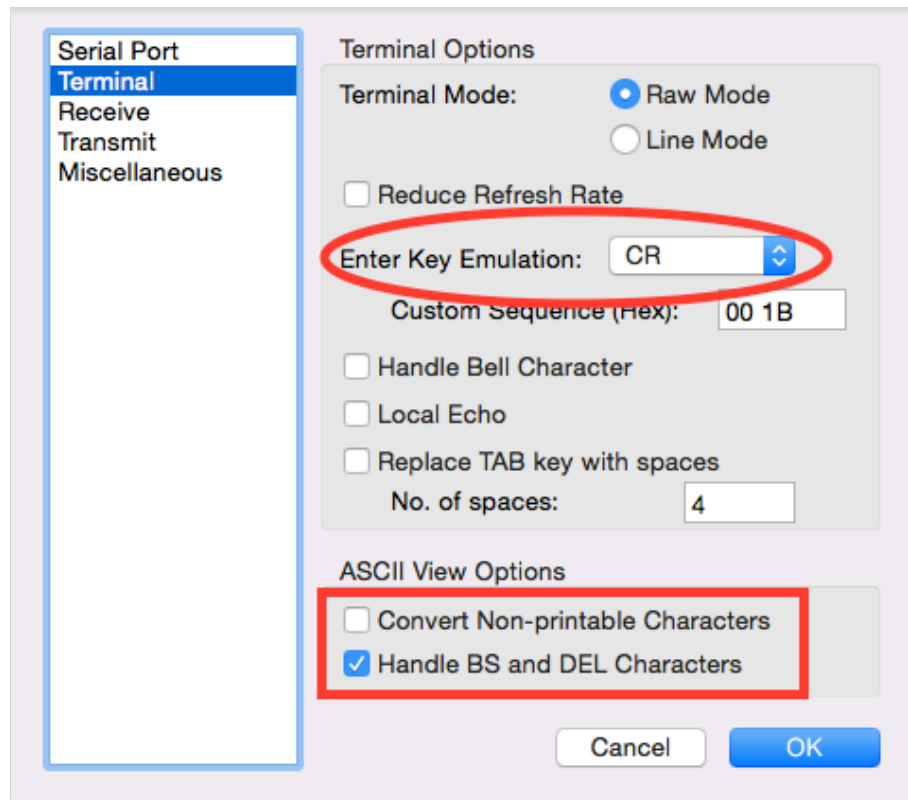 Serial Port
Terminal
Receive
Transmit
Miscellaneous
Terminal Options
Terminal Mode:
Raw Mode
Line Mode
Reduce Refresh Rate
Enter Key Emulation: CR
Custom Sequence (Hex): 00 1B
Handle Bell Character
Local Echo
Replace TAB key with spaces
No. of spaces: 4
ASCII View Options
Convert Non-printable Characters
Handle BS and DEL Characters
Cancel OK